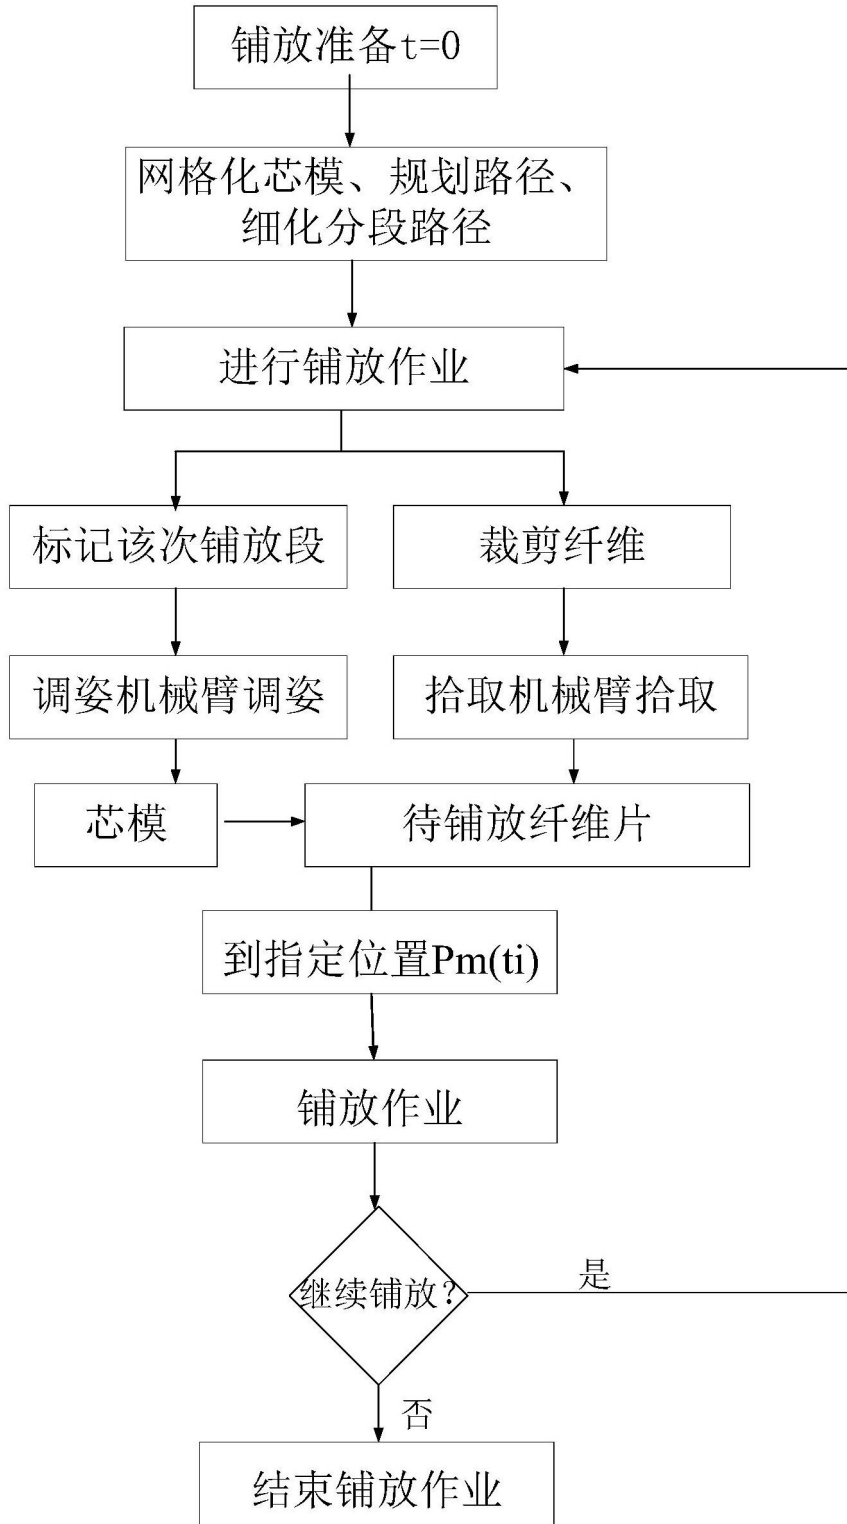 铺放准备t=0
网格化芯模、规划路径、
细化分段路径
进行铺放作业
标记该次铺放段
裁剪纤维
调姿机械臂调姿
拾取机械臂拾取
芯模
待铺放纤维片
到指定位置Pm(ti)
铺放作业
继续铺放?
是
否
结束铺放作业